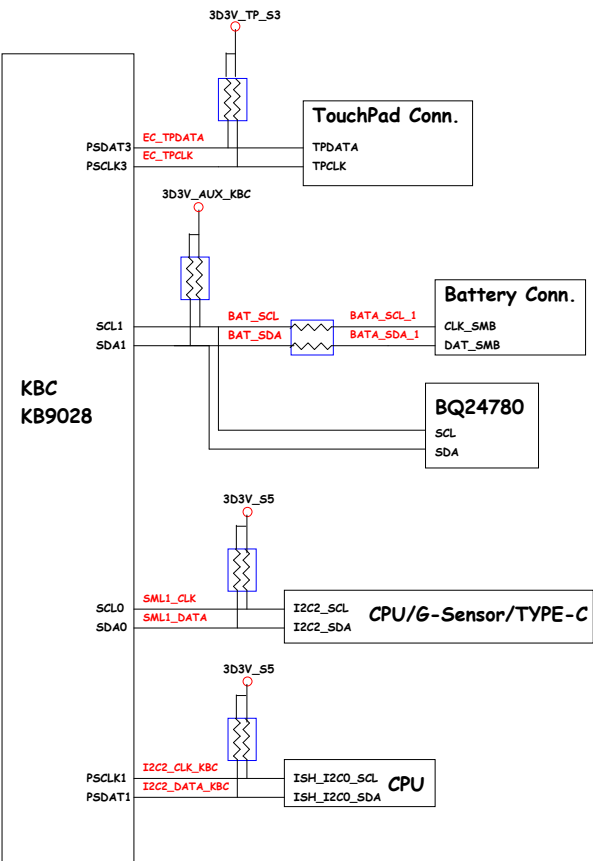 3D3V_TP_S3
TouchPad Conn.
EC_TPDATA
PSDAT3
TPDATA
EC_TPCLK
PSCLK3
TPCLK
3D3V_AUX_KBC
Battery Conn.
BAT_SCL
BATA_SCL_1
SCL1
CLK_SMB
BAT_SDA
BATA_SDA_1
SDA1
DAT_SMB
KBC
KB9028
BQ24780
SCL
SDA
3D3V_S5
SML1_CLK
SCL0
I2C2_SCL
CPU/G-Sensor/TYPE-C
SML1_DATA
SDA0
I2C2_SDA
3D3V_S5
I2C2_CLK_KBC
PSCLK1
ISH_I2C0_SCL
CPU
I2C2_DATA_KBC
PSDAT1
ISH_I2C0_SDA